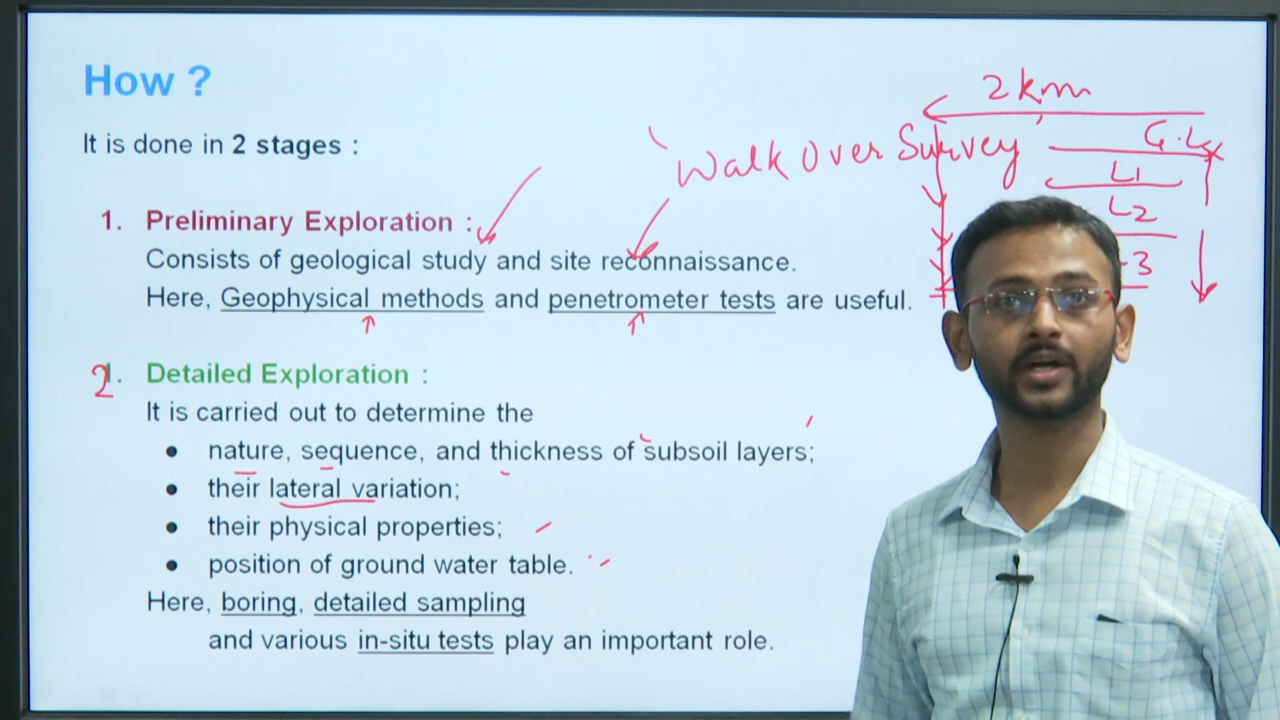 How ?
2 km
It is done in 2 stages :
Walk Over Survey
G.L
L1
L2
1. Preliminary Exploration :
Consists of geological study and site reconnaissance.
-3
Here, Geophysical methods and penetrometer tests are useful.
2. Detailed Exploration :
It is carried out to determine the
● nature, sequence, and thickness of subsoil layers;
● their lateral variation;
● their physical properties;
● position of ground water table.
Here, boring, detailed sampling
and various in-situ tests play an important role.